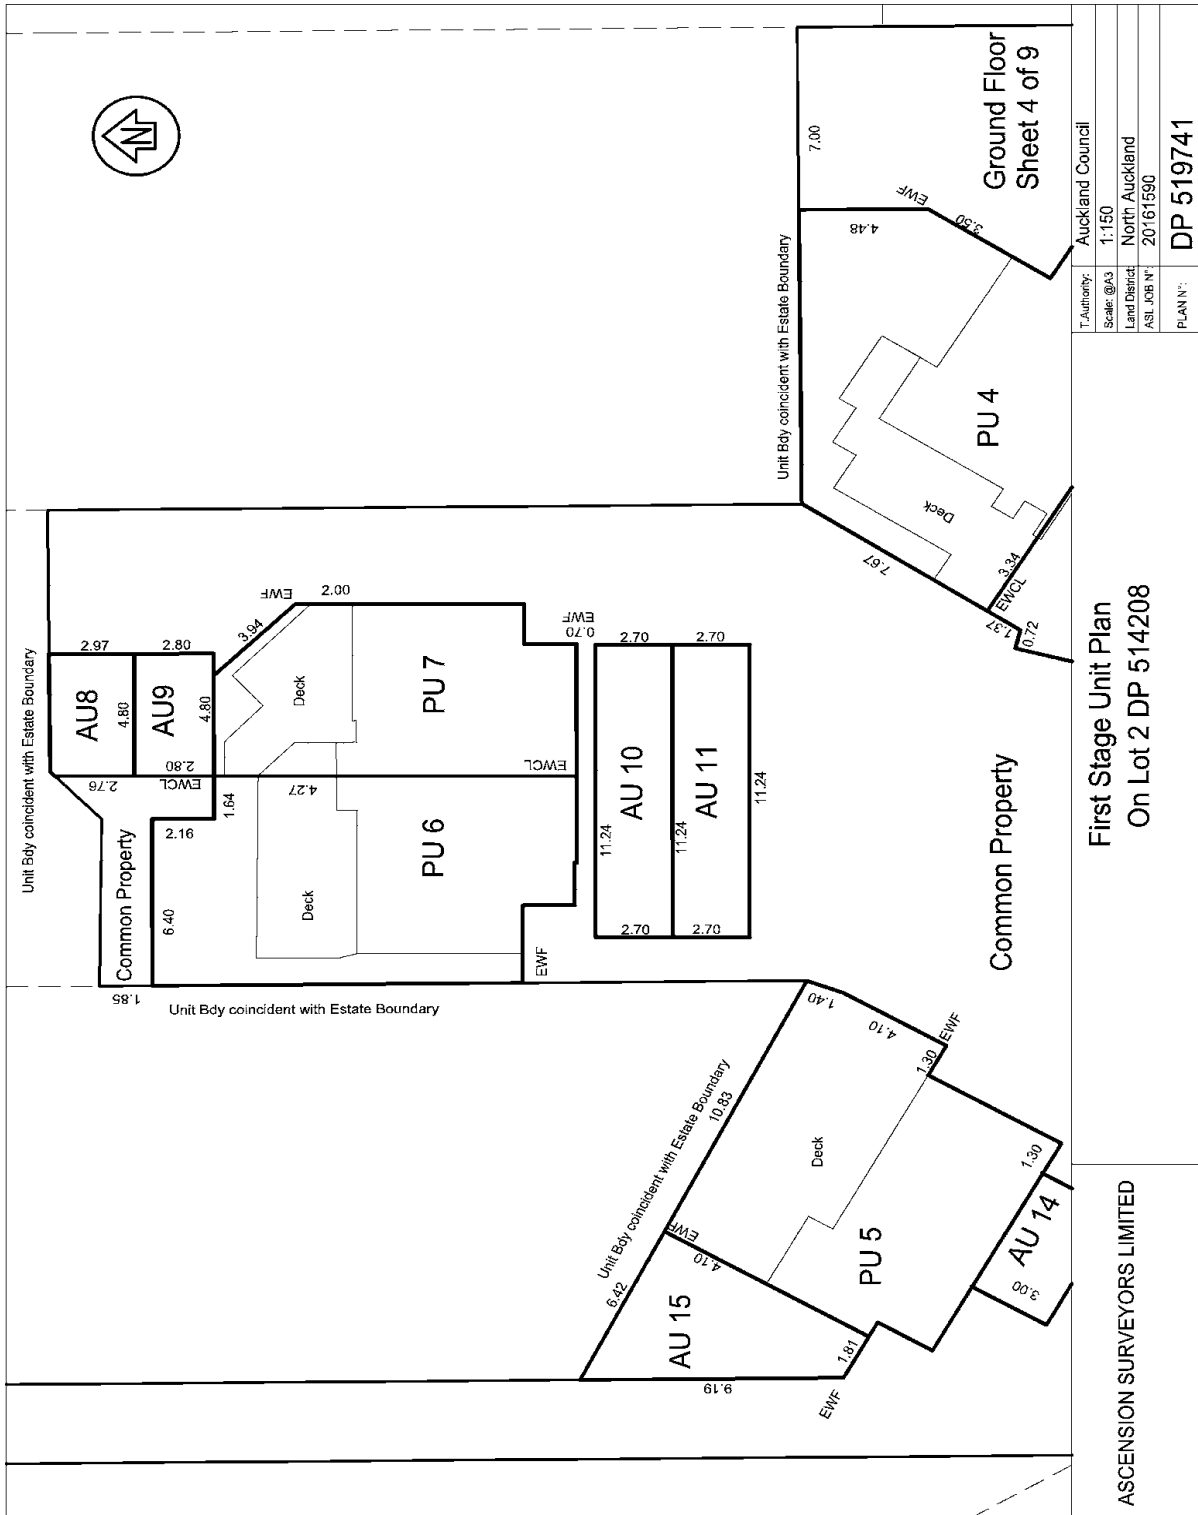 Ground Floor
Sheet 4 of 9
N
Unit Bdy coincident with Estate Boundary
2.97
AU8
4.80
2.76
2.80
AU9
4.80
2.80
EWCL
1.64
2.16
Common Property
6.40
1.85
Unit Bdy coincident with Estate Boundary
3.94
EWF
2.00
Deck
PU 7
EWCL
4.27
Deck
PU 6
EWF
EWF
0.70
2.70
2.70
AU 10
AU 11
11.24
11.24
11.24
2.70
2.70
Unit Bdy coincident with Estate Boundary
7.00
4.48
EWF
3.50
PU 4
Deck
7.67
3.34
EWCL
1.37
0.72
Common Property
1.40
4.10
EWF
1.30
Unit Bdy coincident with Estate Boundary
10.83
Deck
EWF
4.10
6.42
AU 15
PU 5
1.81
9.19
EWF
1.30
AU 14
3.00
ASCENSION SURVEYORS LIMITED
First Stage Unit Plan
On Lot 2 DP 514208
T.Authority: Auckland Council
Scale: @A3 1:150
Land District: North Auckland
ASL JOB N°: 20161590
PLAN N°: DP 519741